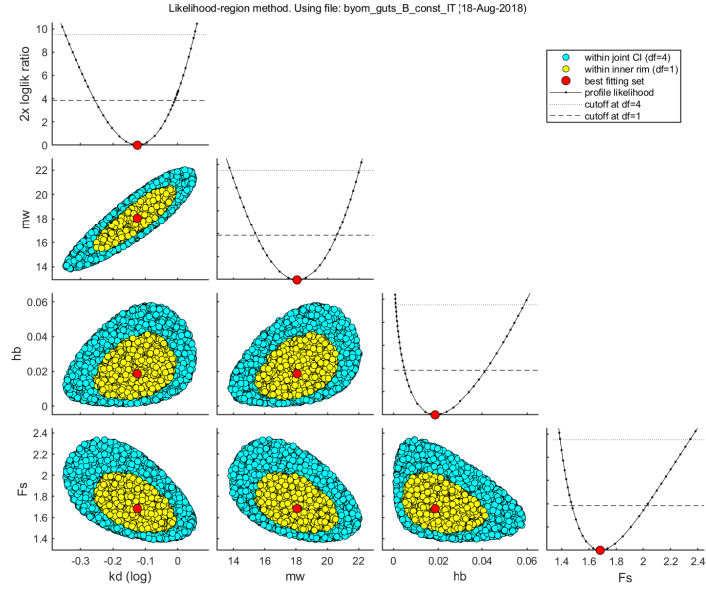 Likelihood-region method. Using file: byom_guts_B_const_IT (18-Aug-2018)
10
8
6
4
2
0
2x loglik ratio
within joint CI (df=4)
within inner rim (df=1)
best fitting set
profile likelihood
cutoff at df=4
cutoff at df=1
22
20
18
16
14
mw
0.06
0.04
0.02
0
hb
2.4
2.2
2
1.8
1.6
1.4
Fs
-0.3 -0.2 -0.1 0
kd (log)
14 16 18 20 22
mw
0 0.02 0.04 0.06
hb
1.4 1.6 1.8 2 2.2 2.4
Fs